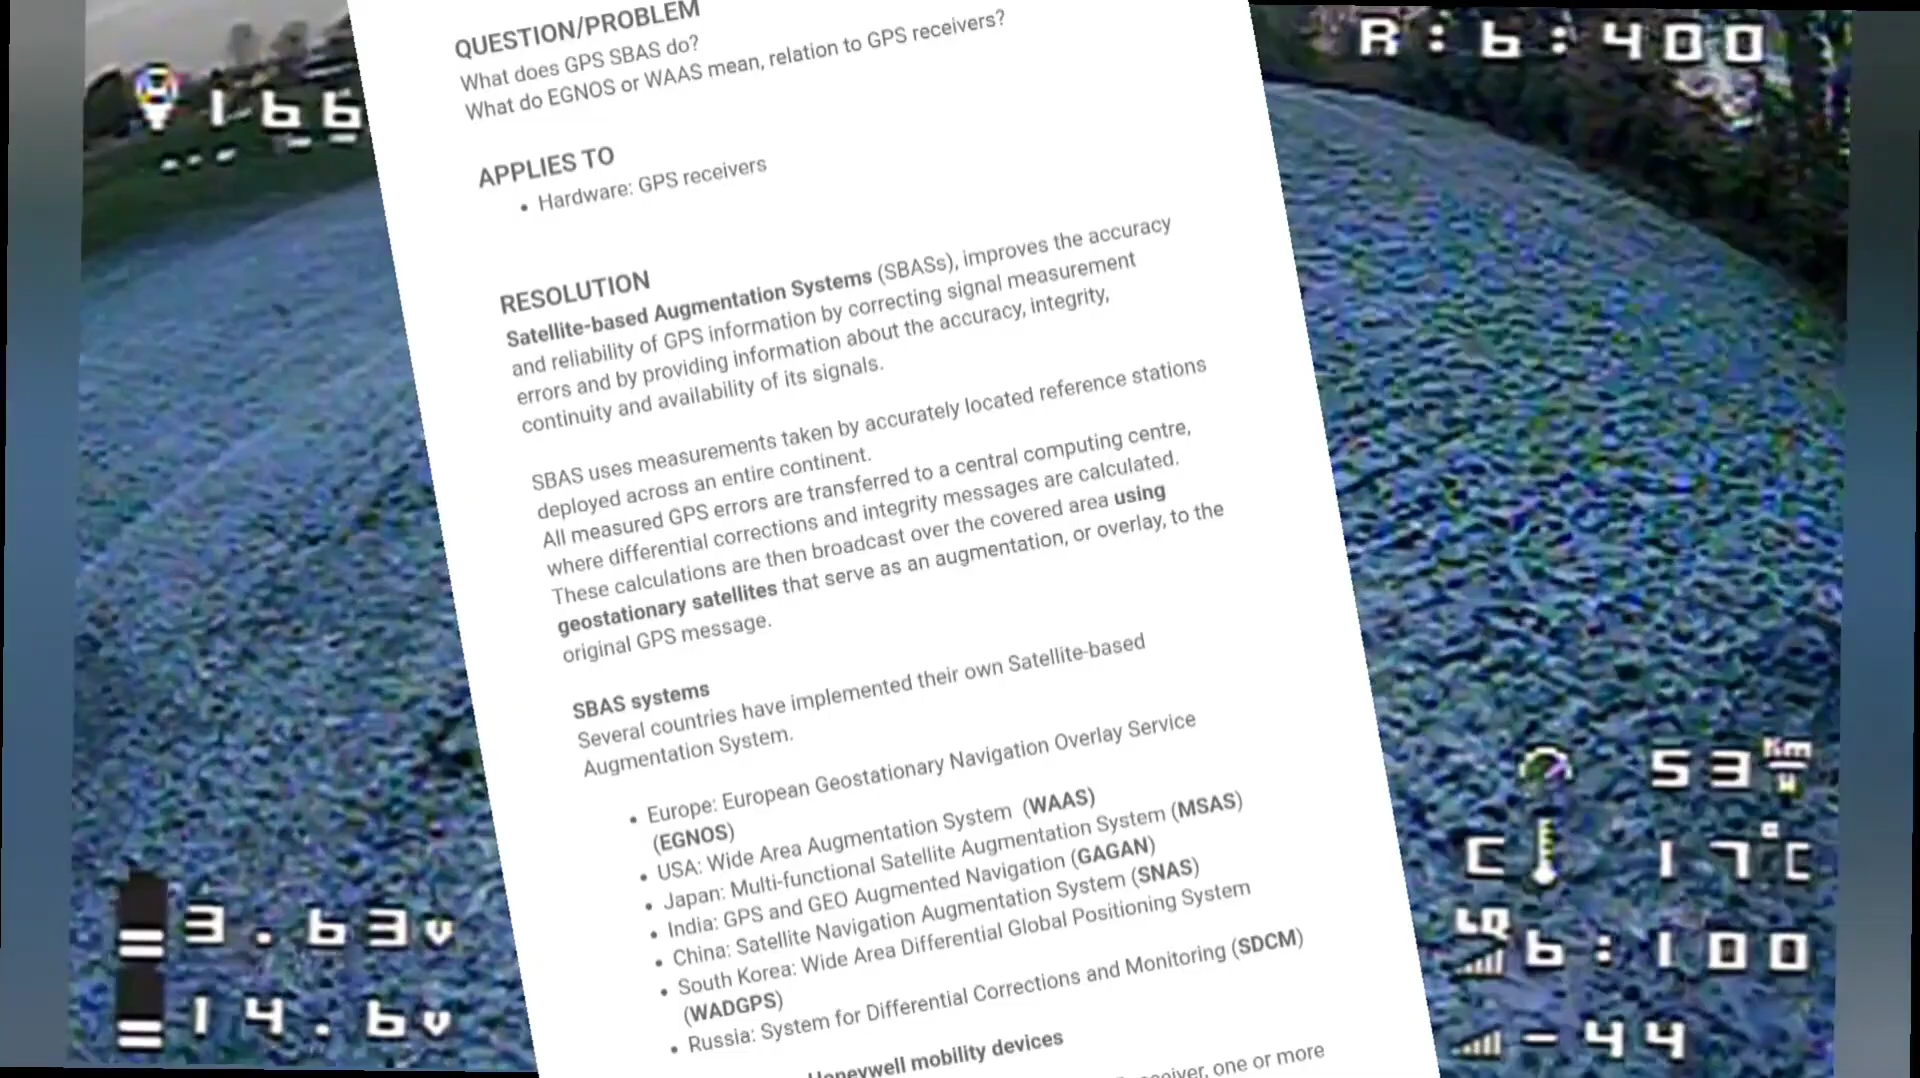 QUESTION/PROBLEM
What does GPS SBAS do?
What do EGNOS or WAAS mean, relation to GPS receivers?
APPLIES TO
• Hardware: GPS receivers
RESOLUTION
Satellite-based Augmentation Systems (SBASs), improves the accuracy
and reliability of GPS information by correcting signal measurement
errors and by providing information about the accuracy, integrity,
continuity and availability of its signals.
SBAS uses measurements taken by accurately located reference stations
deployed across an entire continent.
All measured GPS errors are transferred to a central computing centre,
where differential corrections and integrity messages are calculated.
These calculations are then broadcast over the covered area using
geostationary satellites that serve as an augmentation, or overlay, to the
original GPS message.
SBAS systems
Several countries have implemented their own Satellite-based
Augmentation System.
• Europe: European Geostationary Navigation Overlay Service
(EGNOS)
• USA: Wide Area Augmentation System (WAAS)
• Japan: Multi-functional Satellite Augmentation System (MSAS)
• India: GPS and GEO Augmented Navigation (GAGAN)
• China: Satellite Navigation Augmentation System (SNAS)
• South Korea: Wide Area Differential Global Positioning System
(WADGPS)
• Russia: System for Differential Corrections and Monitoring (SDCM)
Honeywell mobility devices
one or more
166
R:6:400
3.63v
14.6v
53 Km/H
C 17°C
LQ 6:100
-44